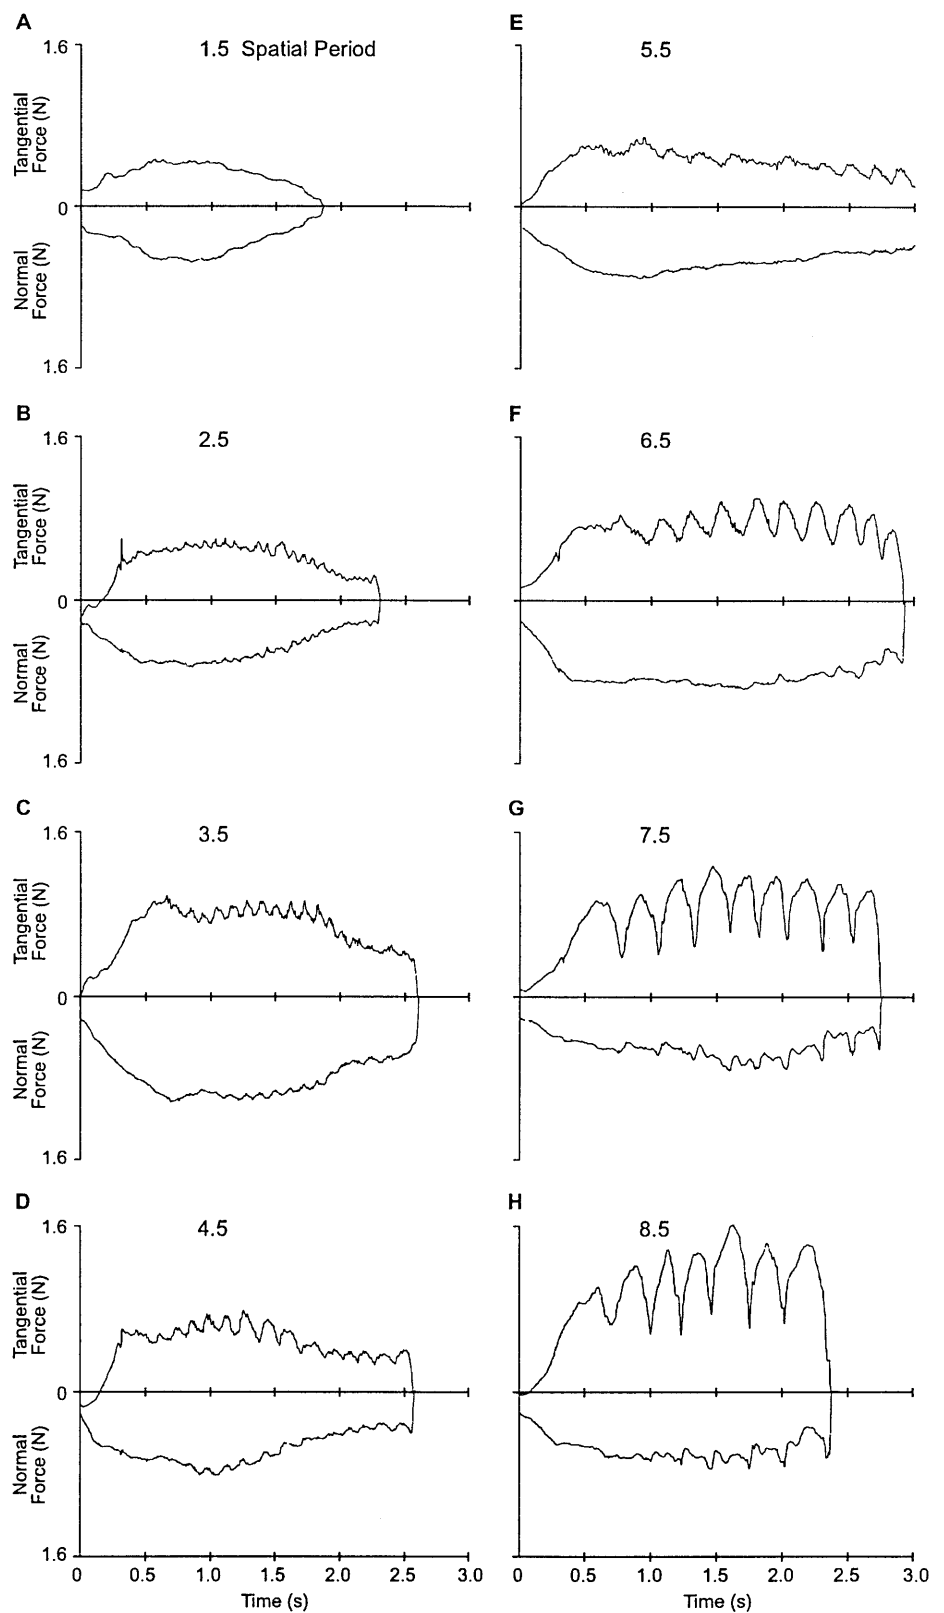 A
1.6
1.5 Spatial Period
Tangential
Force (N)
0
Normal
Force (N)
1.6
B
1.6
2.5
Tangential
Force (N)
0
Normal
Force (N)
1.6
C
1.6
3.5
Tangential
Force (N)
0
Normal
Force (N)
1.6
D
1.6
4.5
Tangential
Force (N)
0
Normal
Force (N)
1.6
0 0.5 1.0 1.5 2.0 2.5 3.0
Time (s)
E
5.5
F
6.5
G
7.5
H
8.5
0 0.5 1.0 1.5 2.0 2.5 3.0
Time (s)